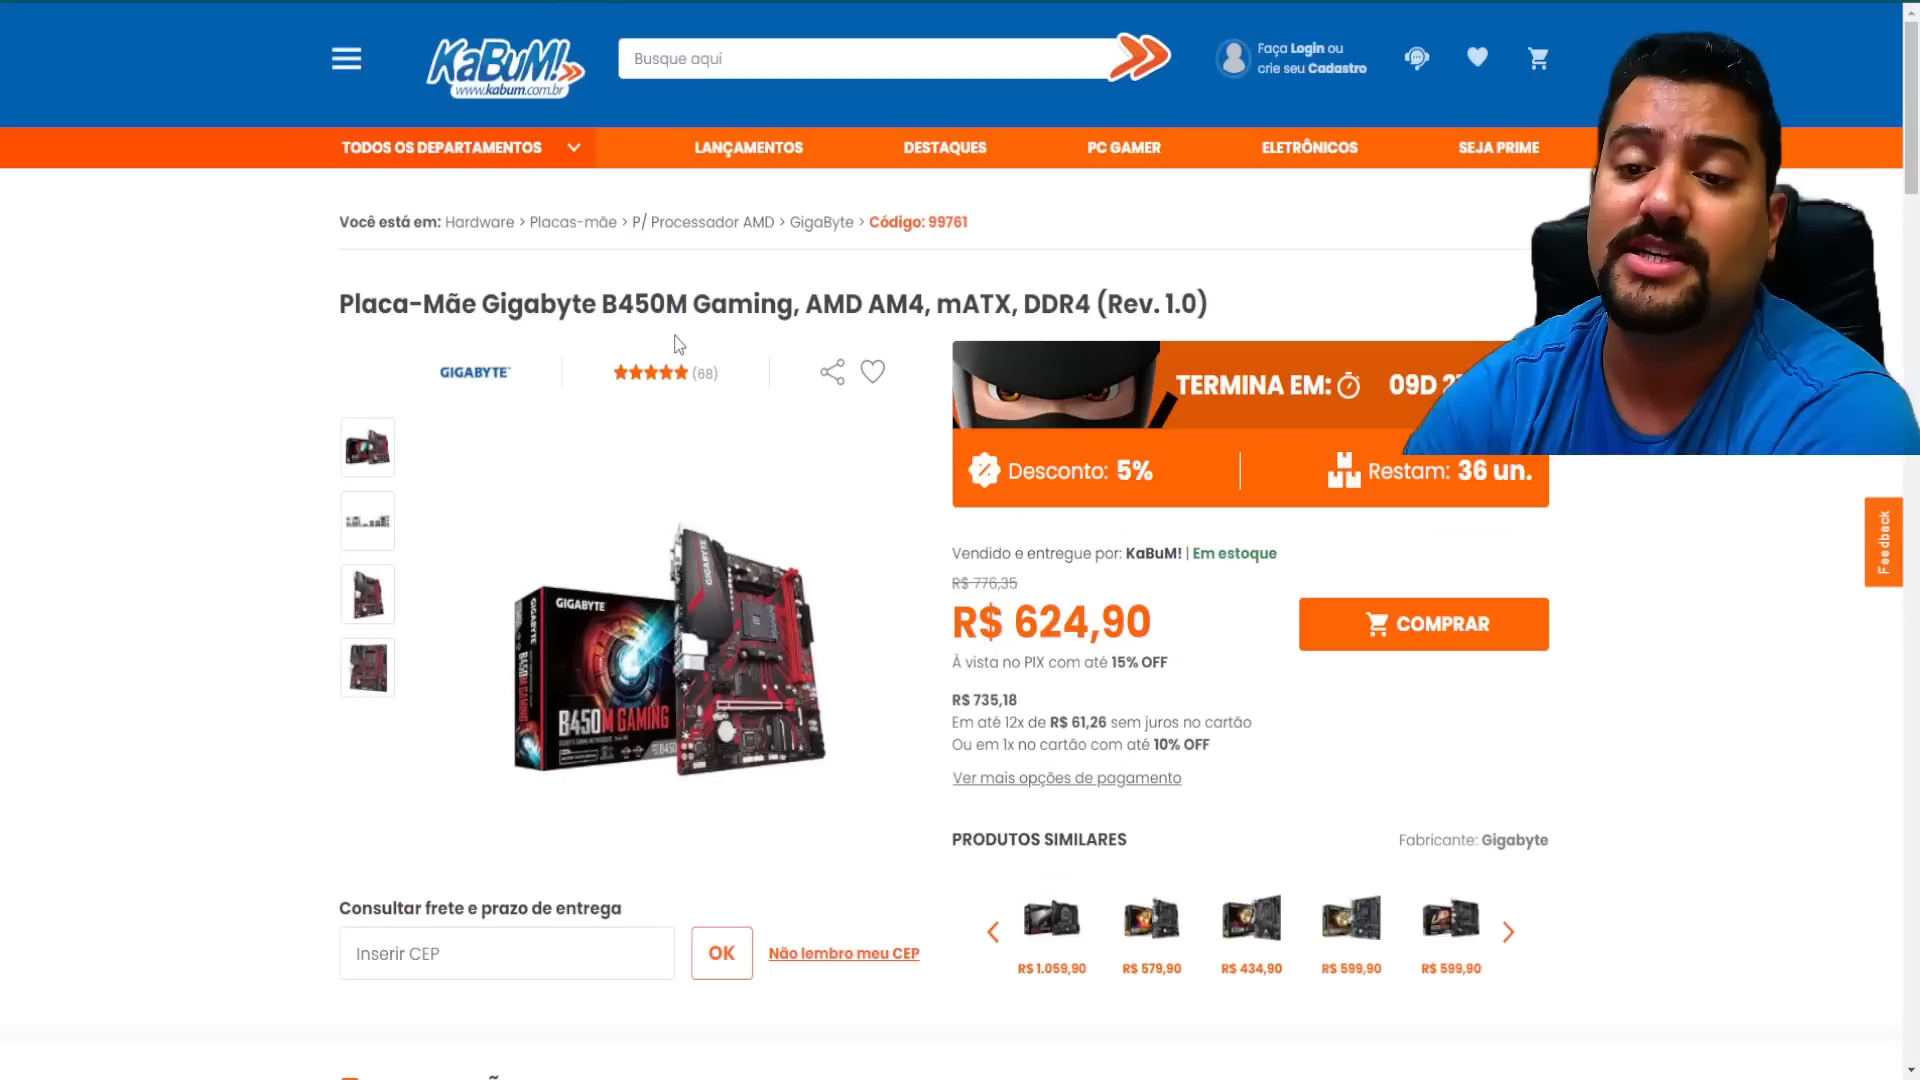 KaBuM!
www.kabum.com.br
Busque aqui
Faça Login ou
crie seu Cadastro
TODOS OS DEPARTAMENTOS
LANÇAMENTOS
DESTAQUES
PC GAMER
ELETRÔNICOS
SEJA PRIME
Você está em: Hardware > Placas-mãe > P/ Processador AMD > GigaByte > Código: 99761
Placa-Mãe Gigabyte B450M Gaming, AMD AM4, mATX, DDR4 (Rev. 1.0)
GIGABYTE
(68)
TERMINA EM: 09D
Desconto: 5%
Restam: 36 un.
Feedback
Vendido e entregue por: KaBuM! | Em estoque
R$ 776,35
R$ 624,90
COMPRAR
À vista no PIX com até 15% OFF
R$ 735,18
Em até 12x de R$ 61,26 sem juros no cartão
Ou em 1x no cartão com até 10% OFF
Ver mais opções de pagamento
GIGABYTE
GIGABYTE
GIGABYTE
B450M GAMING
B450M GAMING
PRODUTOS SIMILARES
Fabricante: Gigabyte
R$ 1.059,90
R$ 579,90
R$ 434,90
R$ 599,90
R$ 599,90
Consultar frete e prazo de entrega
Inserir CEP
OK
Não lembro meu CEP